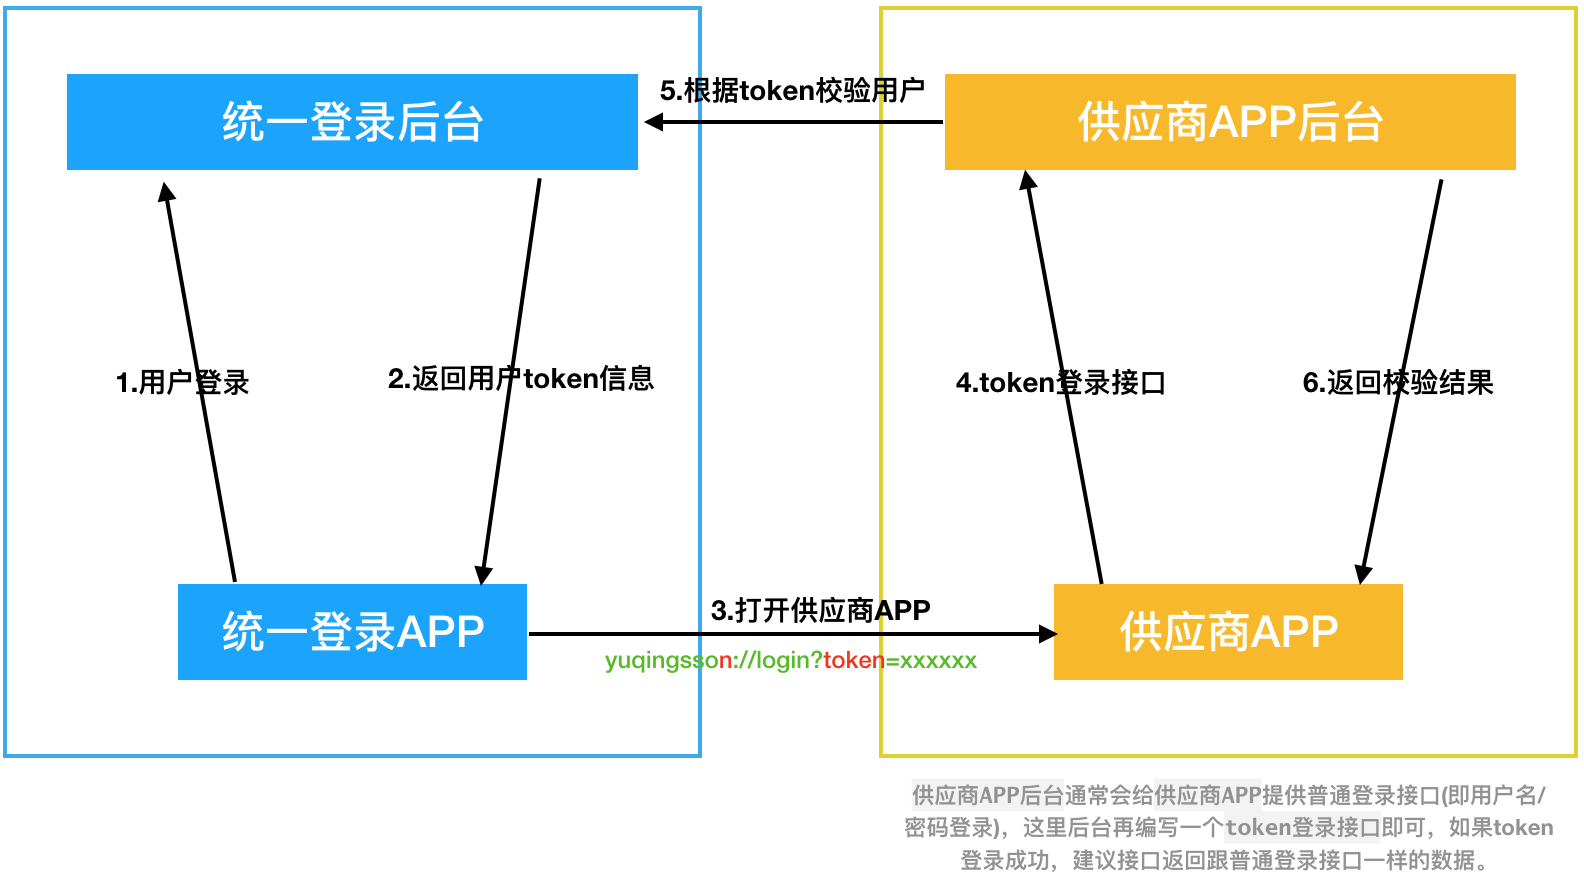 5.根据token校验用户
统一登录后台
供应商APP后台
1.用户登录
2.返回用户token信息
4.token登录接口
6.返回校验结果
3.打开供应商APP
统一登录APP
供应商APP
yuqingsson://login?token=xxxxxx
供应商APP后台通常会给供应商APP提供普通登录接口(即用户名/
密码登录)，这里后台再编写一个token登录接口即可，如果token
登录成功，建议接口返回跟普通登录接口一样的数据。